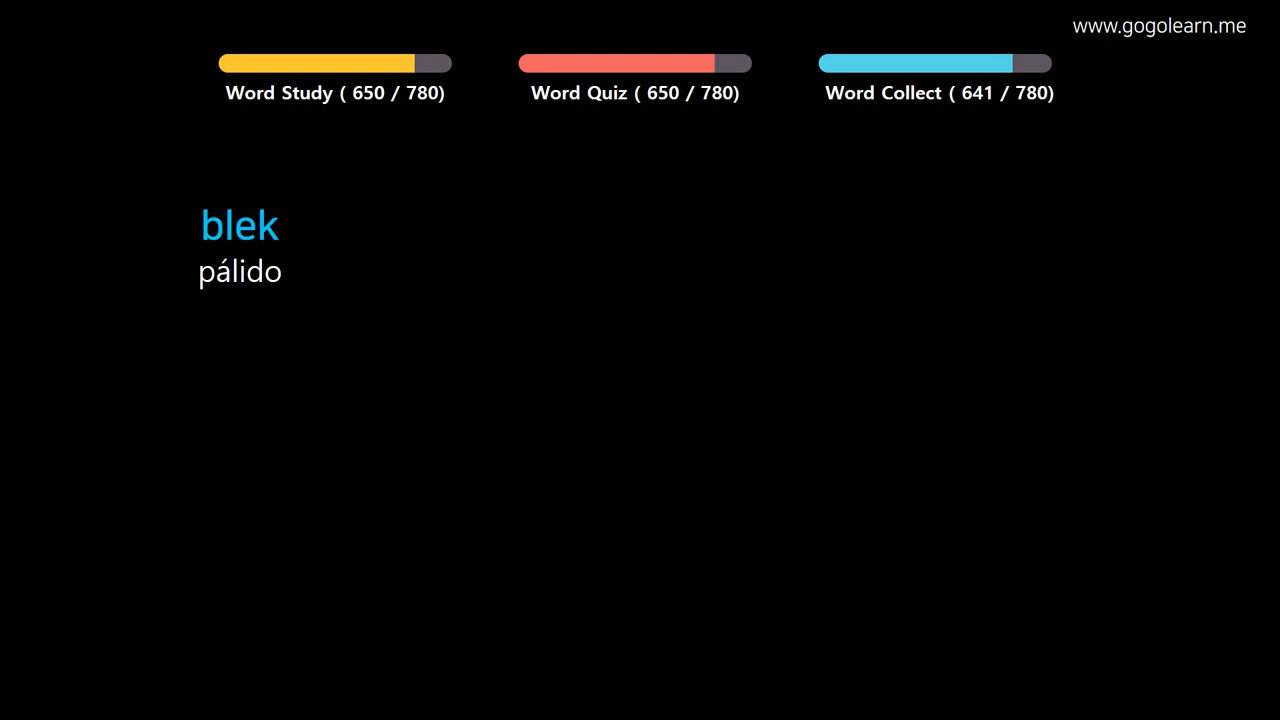 www.gogolearn.me
Word Study ( 650 / 780)
Word Quiz ( 650 / 780)
Word Collect ( 641 / 780)
blek
pálido